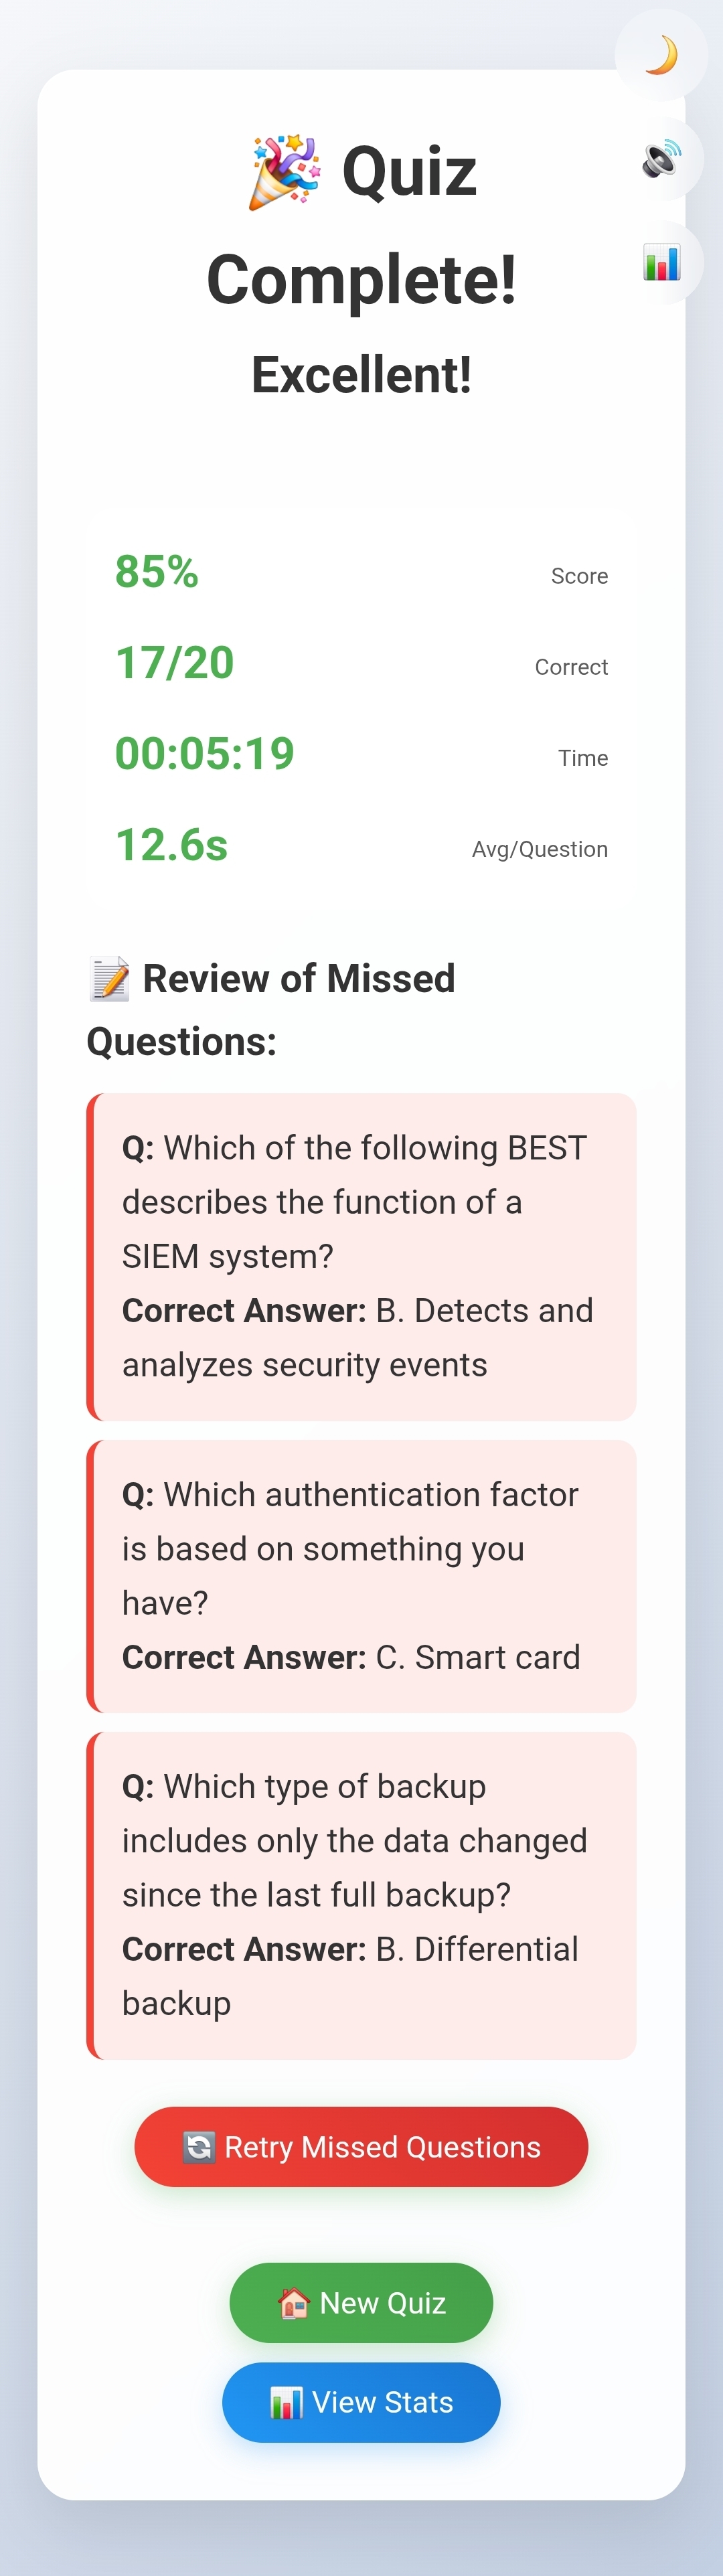 🎉 Quiz
Complete!
Excellent!
85% Score
17/20 Correct
00:05:19 Time
12.6s Avg/Question
📝 Review of Missed
Questions:
Q: Which of the following BEST
describes the function of a
SIEM system?
Correct Answer: B. Detects and
analyzes security events
Q: Which authentication factor
is based on something you
have?
Correct Answer: C. Smart card
Q: Which type of backup
includes only the data changed
since the last full backup?
Correct Answer: B. Differential
backup
🔄 Retry Missed Questions
🏠 New Quiz
📊 View Stats